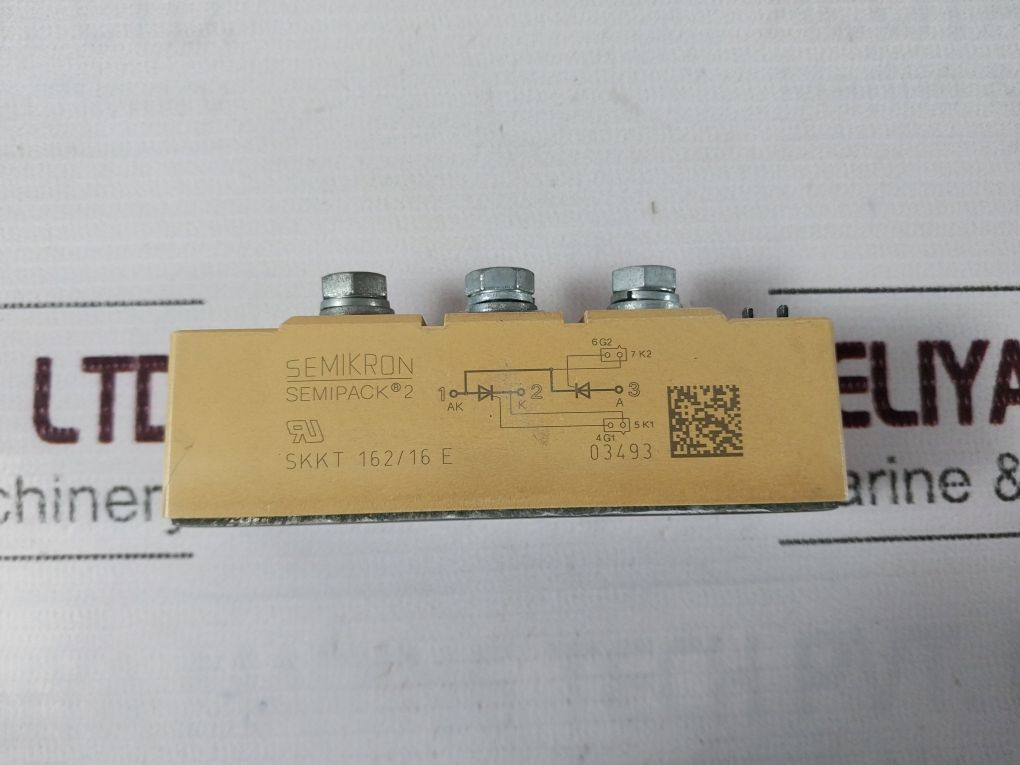 SEMIKRON
SEMIPACK® 2
RU
SKKT 162/16 E
6 G2
7 K2
1
2
3
AK
K
A
5 K1
4 G1
03493
LTD
ELIYA
chinery
arine &